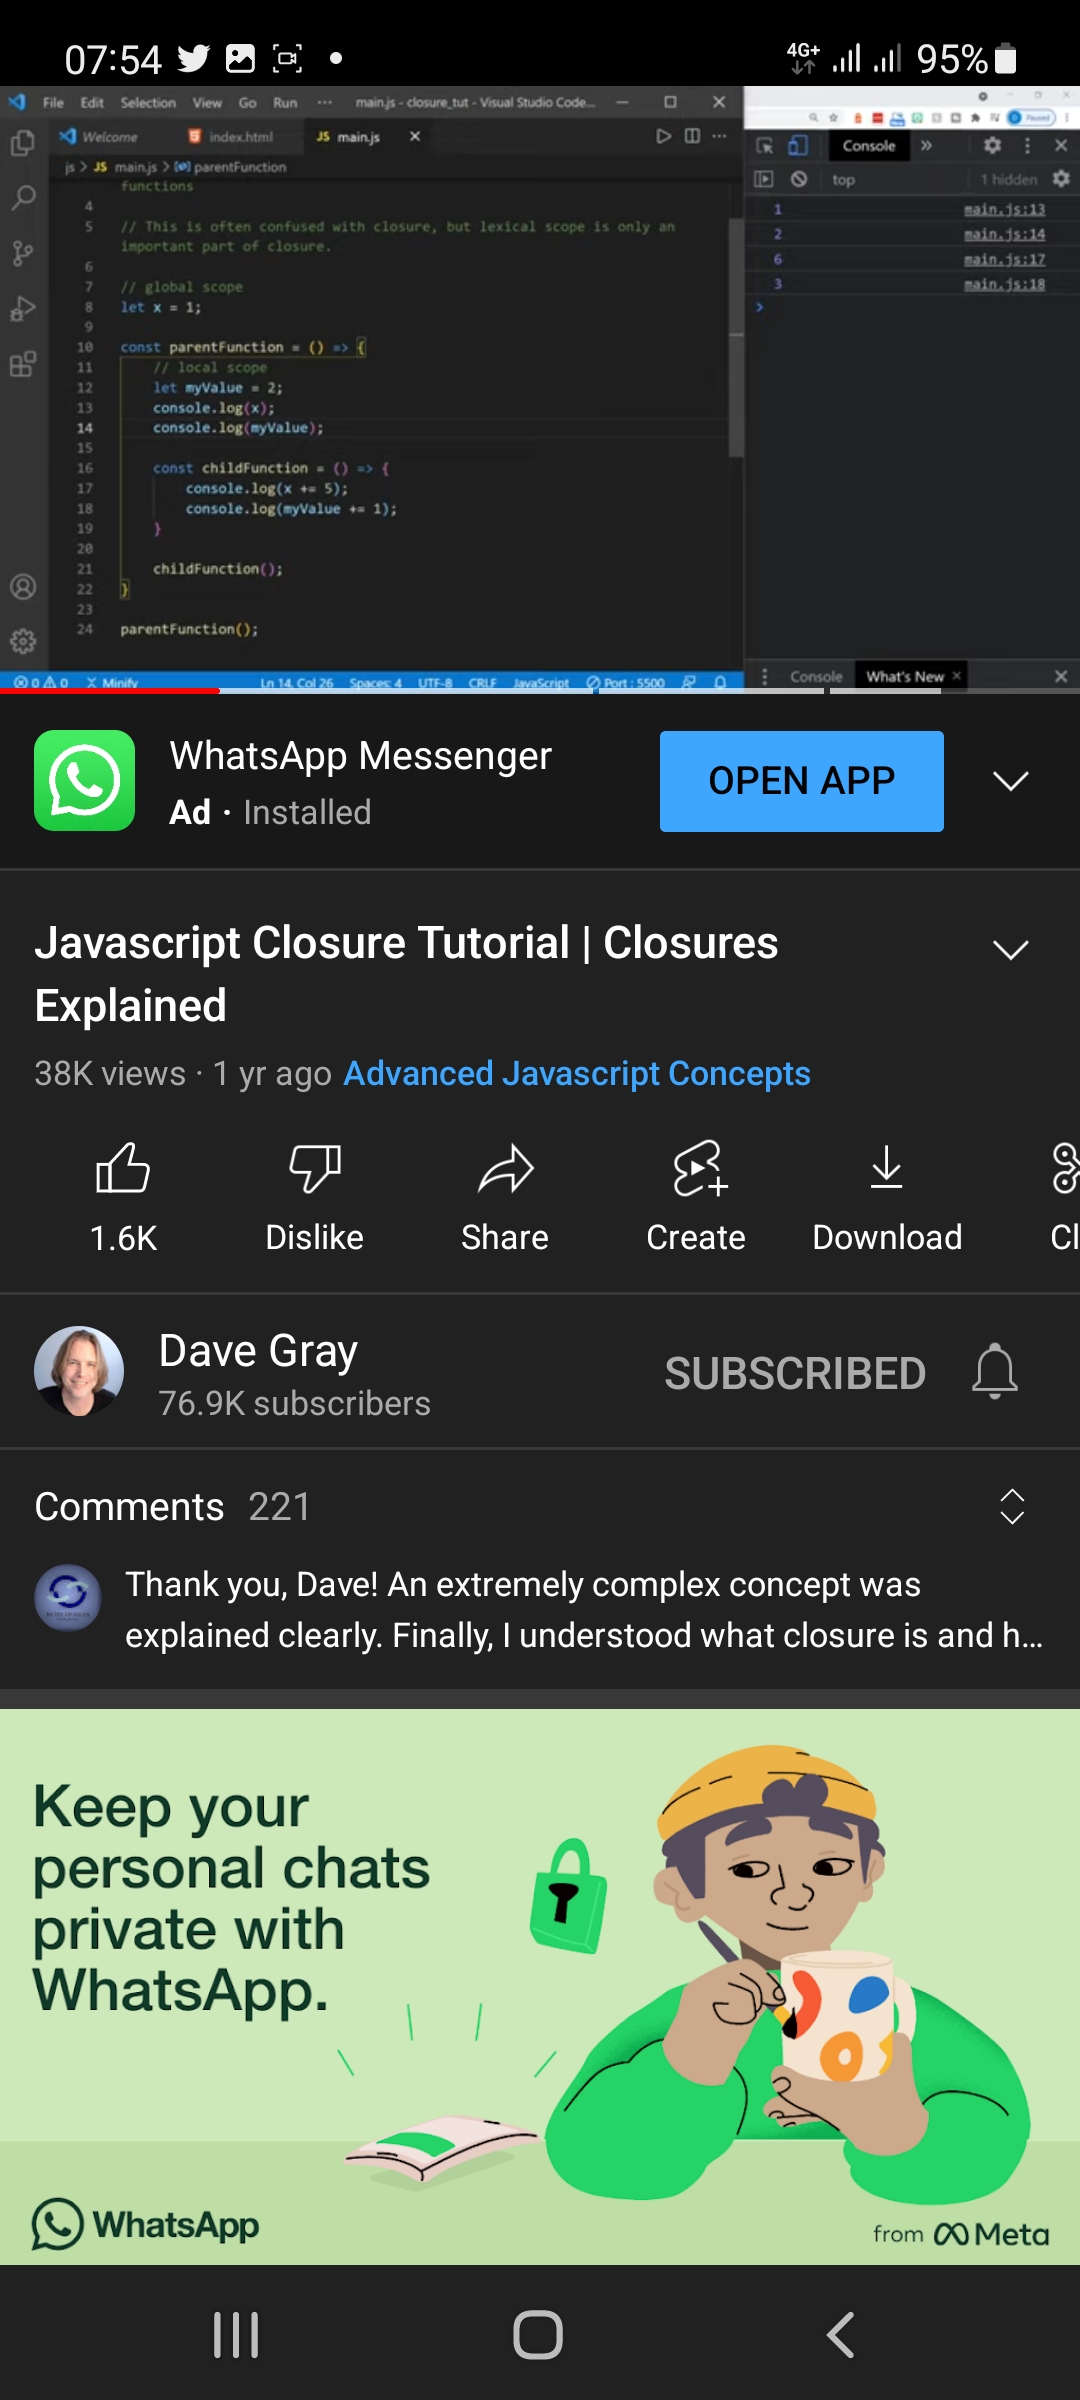 07:54
4G+ 95%
File Edit Selection View Go Run ··· main.js - closure_tut - Visual Studio Code...
Welcome index.html JS main.js
js > JS main.js > parentFunction
functions
4
5 // This is often confused with closure, but lexical scope is only an
important part of closure.
6
7 // global scope
8 let x = 1;
9
10 const parentFunction = () => {
11 // local scope
12 let myValue = 2;
13 console.log(x);
14 console.log(myValue);
15
16 const childFunction = () => {
17 console.log(x += 5);
18 console.log(myValue += 1);
19 }
20
21 childFunction();
22 }
23
24 parentFunction();
0 0 Minify Ln 14, Col 26 Spaces: 4 UTF-8 CRLF JavaScript Port : 5500
Paused
Console »
top 1 hidden
1 main.js:13
2 main.js:14
6 main.js:17
3 main.js:18
>
Console What's New
WhatsApp Messenger
Ad · Installed
OPEN APP
Javascript Closure Tutorial | Closures
Explained
38K views · 1 yr ago Advanced Javascript Concepts
1.6K Dislike Share Create Download Cl
Dave Gray
76.9K subscribers
SUBSCRIBED
Comments 221
Thank you, Dave! An extremely complex concept was
explained clearly. Finally, I understood what closure is and h...
Keep your
personal chats
private with
WhatsApp.
WhatsApp
from Meta